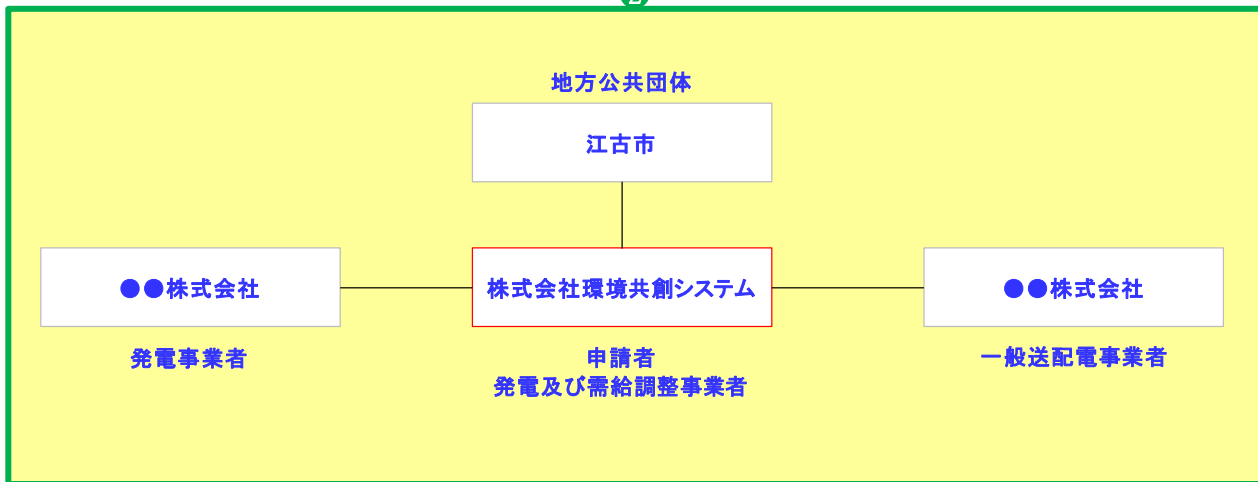 地方公共団体
江古市
●●株式会社
株式会社環境共創システム
●●株式会社
発電事業者
申請者
発電及び需給調整事業者
一般送配電事業者